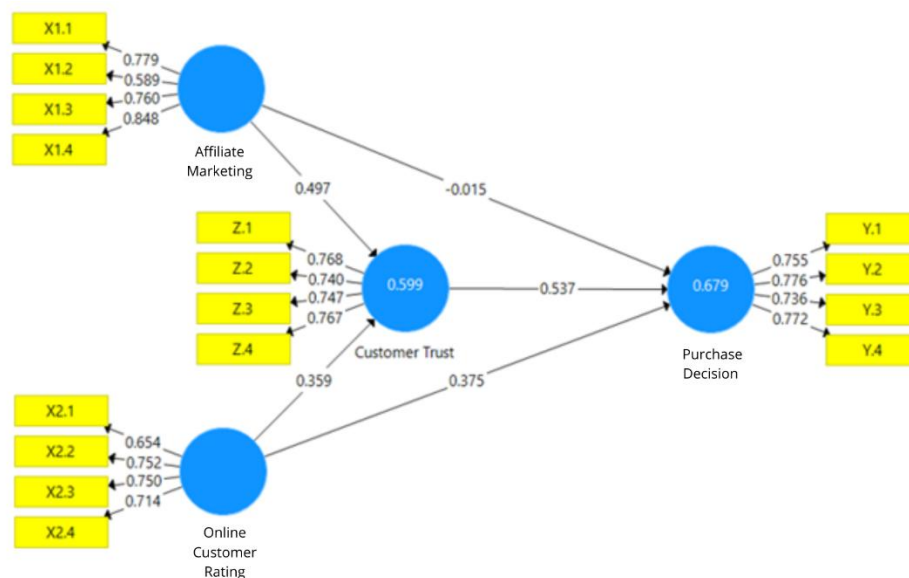 X1.1
0.779
X1.2
0.589
X1.3
0.760
0.848
X1.4
Affiliate
Marketing
0.497
-0.015
Z.1
0.768
Z.2
0.740
Z.3
0.747
0.767
Z.4
0.599
Customer Trust
0.537
0.679
Purchase
Decision
Y.1
0.755
Y.2
0.776
0.736
Y.3
0.772
Y.4
0.359
0.375
X2.1
0.654
X2.2
0.752
0.750
X2.3
0.714
X2.4
Online
Customer
Rating